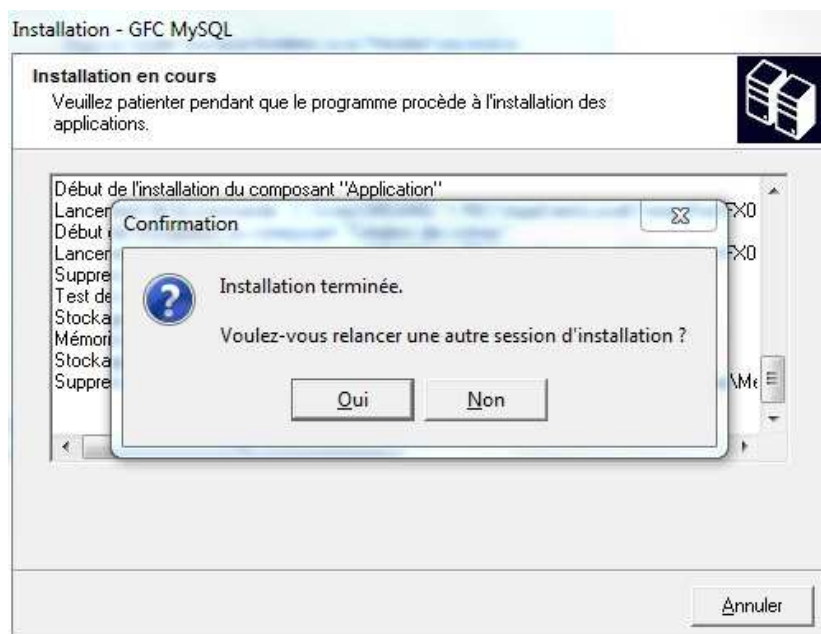 Installation - GFC MySQL
Installation en cours
Veuillez patienter pendant que le programme procède à l'installation des
applications.
Début de l'installation du composant "Application"
Lancer
FX0
Début
Lancer
FX0
Suppre
Test de
Stocka
Mémori
Stocka
Suppre
\Me
Confirmation
Installation terminée.
Voulez-vous relancer une autre session d'installation ?
Oui
Non
Annuler